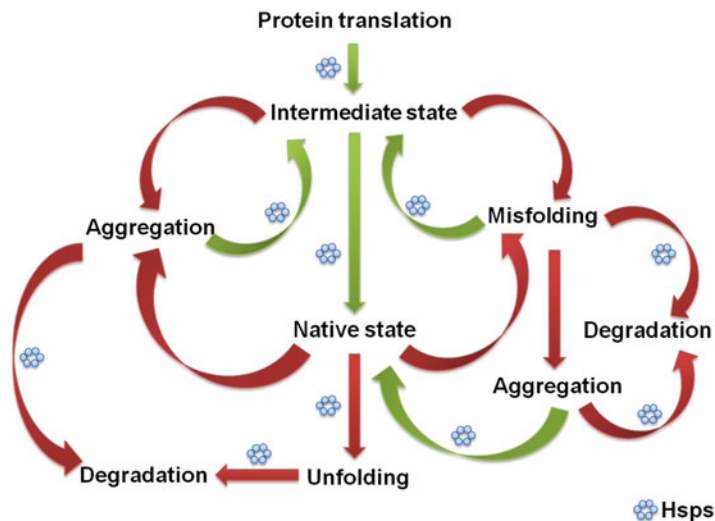 Protein translation
Intermediate state
Aggregation
Misfolding
Native state
Degradation
Aggregation
Degradation
Unfolding
Hsps